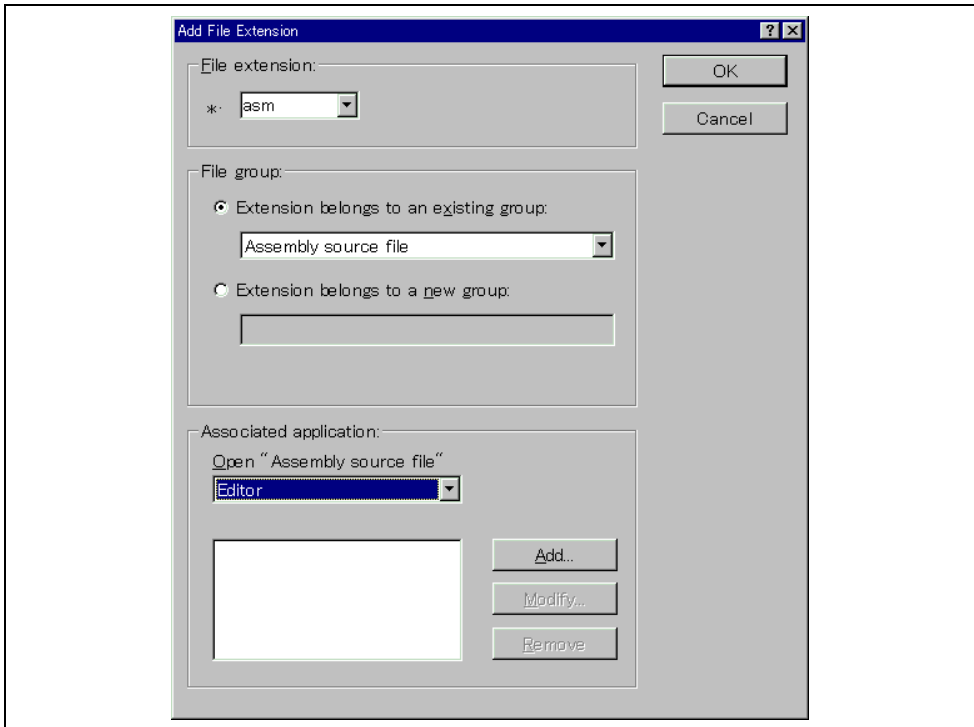 Add File Extension
File extension:
*. asm
OK
Cancel
File group:
Extension belongs to an existing group:
Assembly source file
Extension belongs to a new group:
Associated application:
Open "Assembly source file"
Editor
Add...
Modify...
Remove